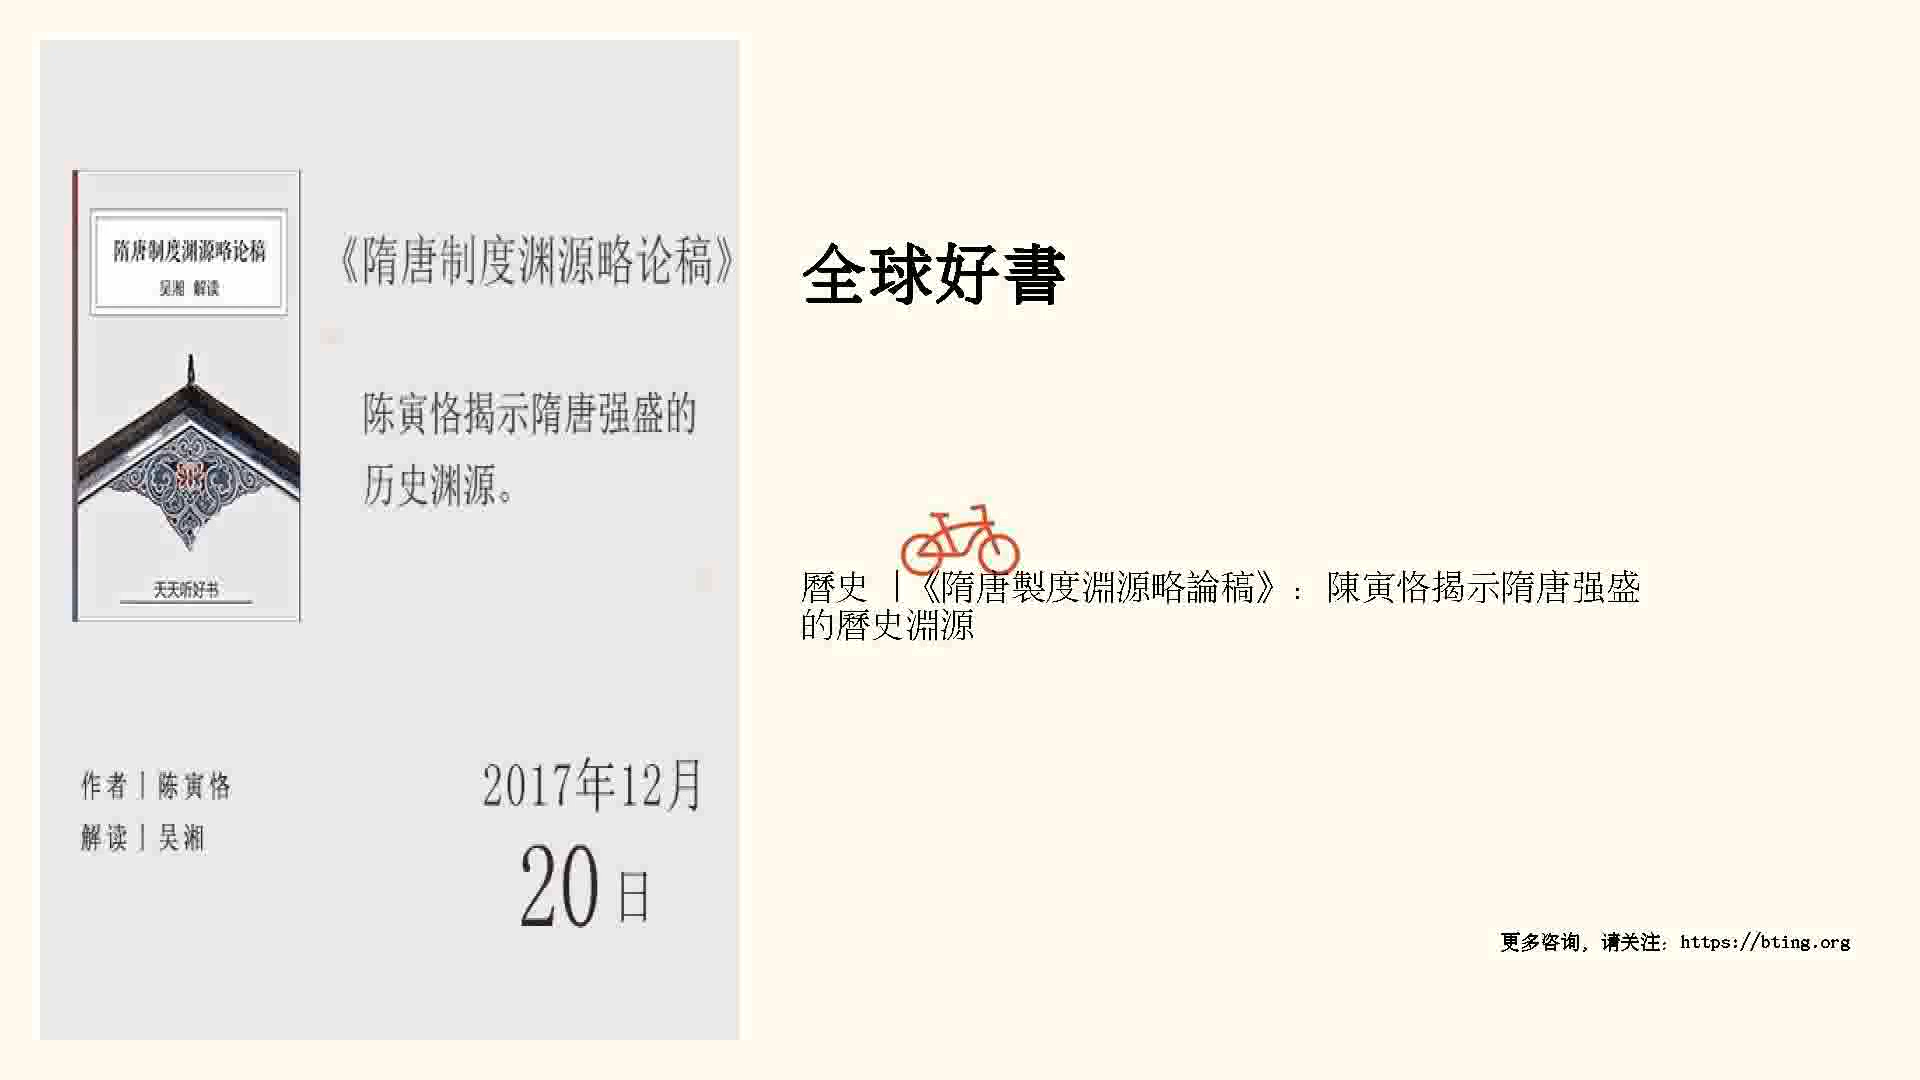 隋唐制度渊源略论稿
吴湘 解读
天天听好书
《隋唐制度渊源略论稿》
陈寅恪揭示隋唐强盛的
历史渊源。
作者丨陈寅恪
解读丨吴湘
2017年12月
20日
全球好書
曆史 丨《隋唐製度淵源略論稿》：陳寅恪揭示隋唐强盛
的曆史淵源
更多咨询，请关注：https://bting.org